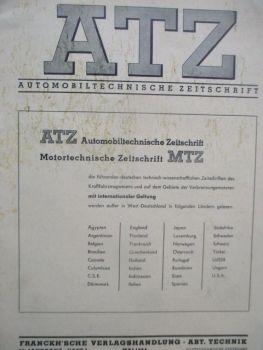 ATZ
AUTOMOBILTECHNISCHE ZEITSCHRIFT
ATZ Automobiltechnische Zeitschrift
Motortechnische Zeitschrift MTZ
die führenden deutschen technisch-wissenschaftlichen Zeitschriften des
Kraftfahrzeugwesens und auf dem Gebiete der Verbrennungsmotoren
mit internationaler Geltung
werden außer in West-Deutschland in folgenden Ländern gelesen:
Ägypten England Japan Südafrika
Argentinien Finnland Luxemburg Schweden
Belgien Frankreich Norwegen Schweiz
Brasilien Griechenland Österreich Türkei
Canada Holland Portugal UdSSR
Columbien Indien Rumänien Ungarn
C.S.R. Indonesien Saar U.S.A.
Dänemark Italien Spanien
FRANCKH'SCHE VERLAGSHANDLUNG · ABT. TECHNIK